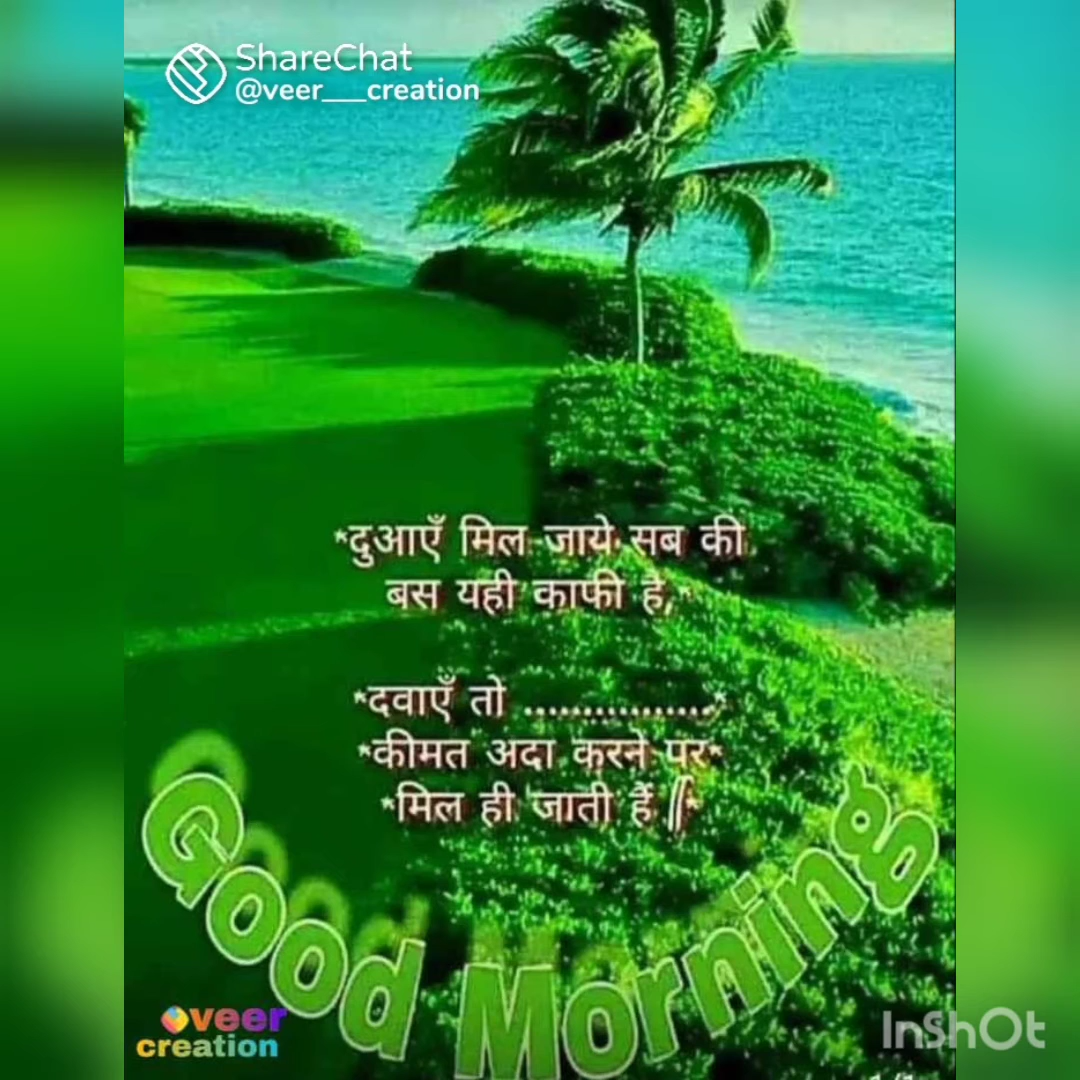 ShareChat
@veer___creation
*दुआएँ मिल जाये सब की
बस यही काफी है,*
*दवाएँ तो ................*
*कीमत अदा करने पर*
*मिल ही जाती हैं ||*
Good Morning
veer
creation
InShOt